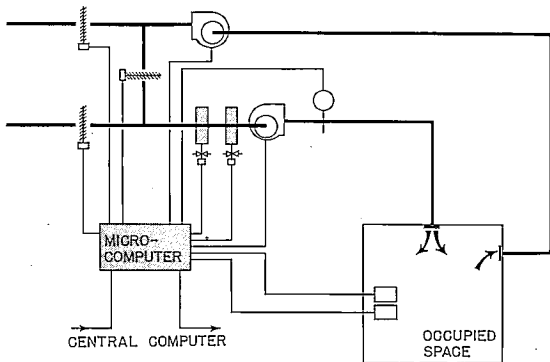 MICRO-
COMPUTER
CENTRAL COMPUTER
OCCUPIED
SPACE